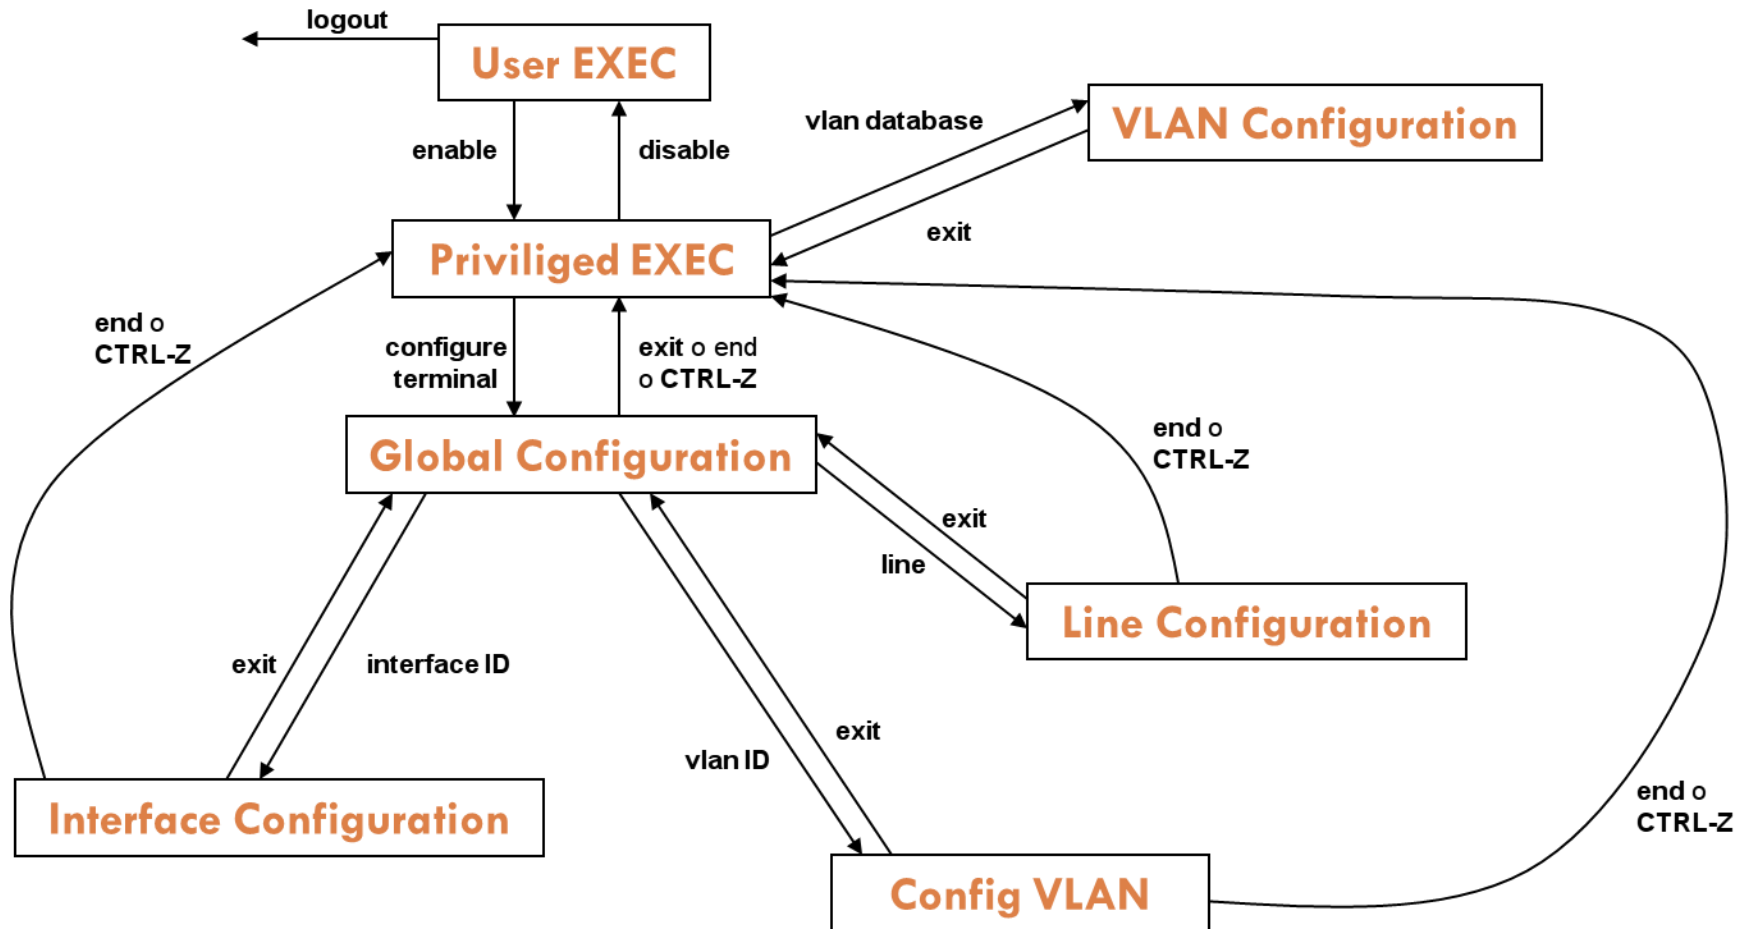 logout
User EXEC
vlan database
VLAN Configuration
enable
disable
exit
Priviliged EXEC
end o
CTRL-Z
configure
terminal
exit o end
o CTRL-Z
Global Configuration
end o
CTRL-Z
exit
line
Line Configuration
exit
interface ID
exit
vlan ID
end o
CTRL-Z
Interface Configuration
Config VLAN